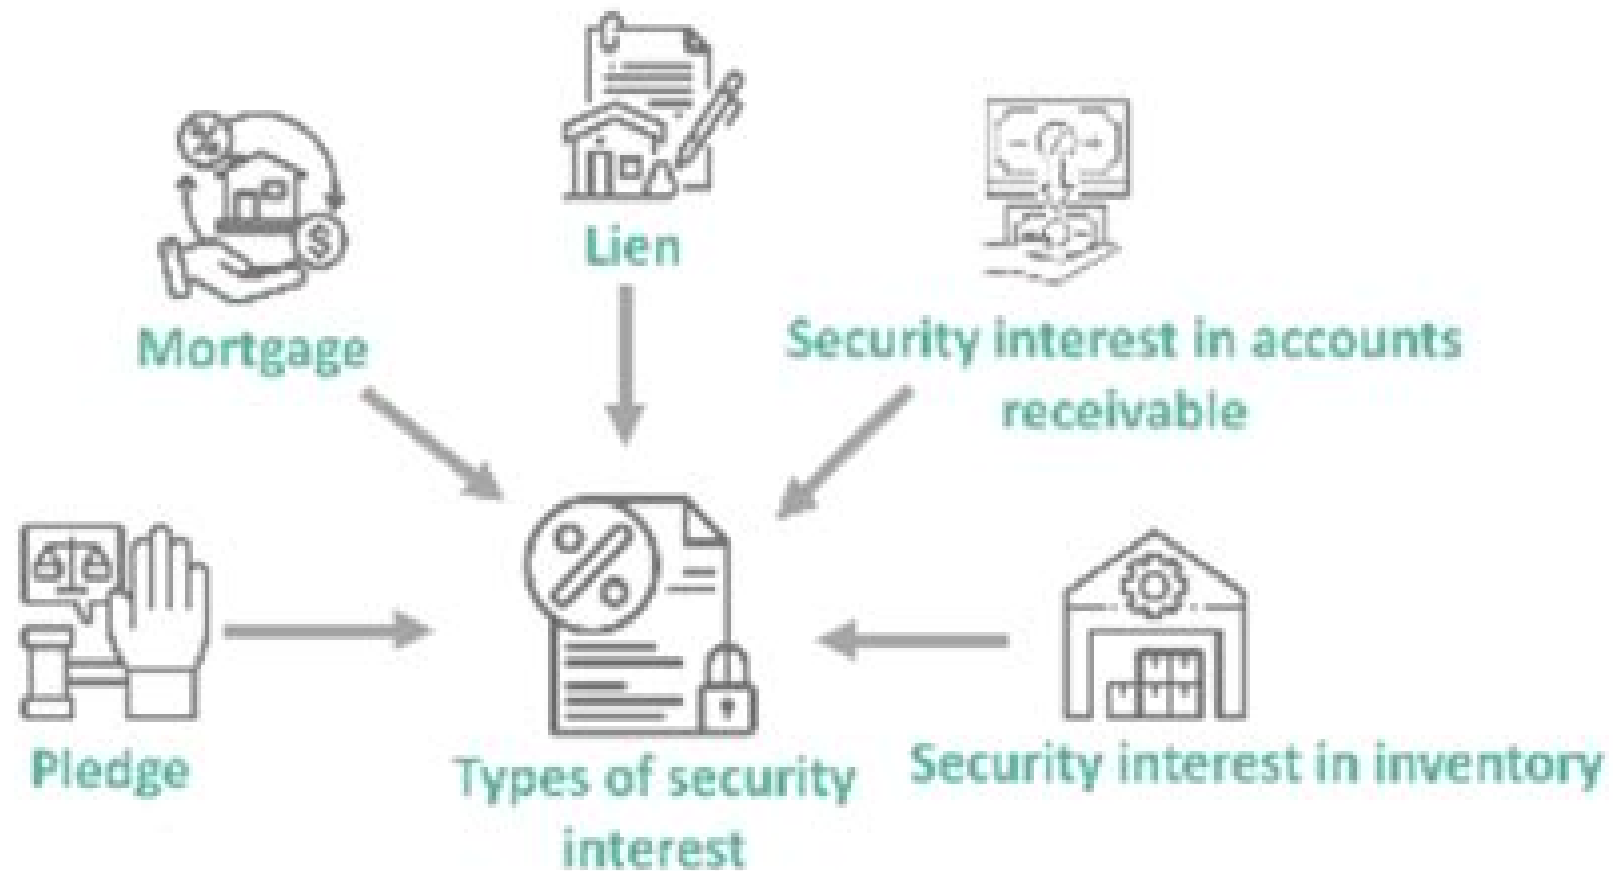 Lien
Mortgage
Security interest in accounts
receivable
Pledge
Types of security
interest
Security interest in inventory